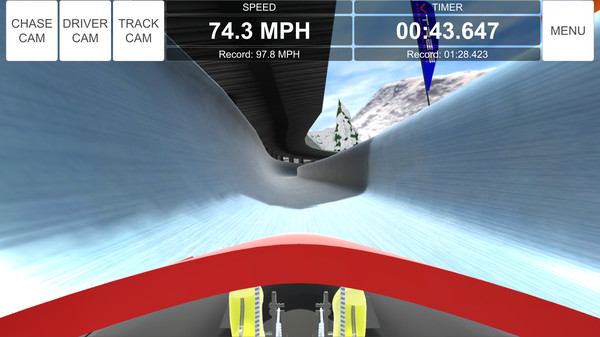 CHASE
CAM
DRIVER
CAM
TRACK
CAM
SPEED
74.3 MPH
Record: 97.8 MPH
TIMER
00:43.647
Record: 01:28.423
MENU